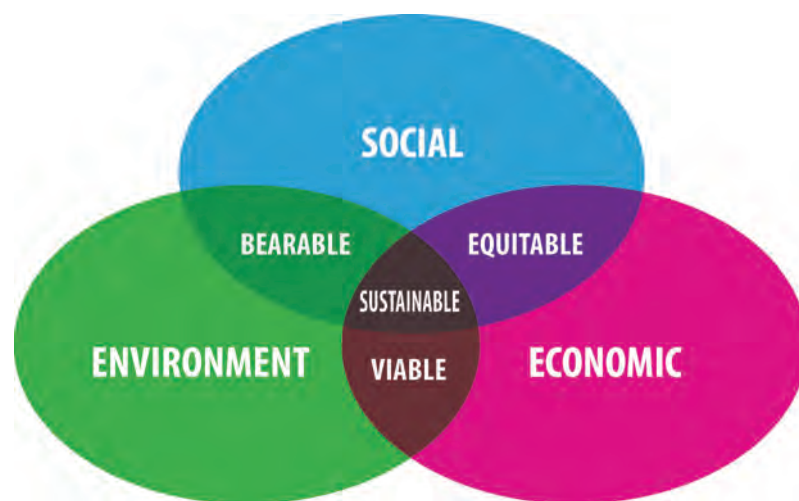 SOCIAL
BEARABLE
EQUITABLE
SUSTAINABLE
ENVIRONMENT
VIABLE
ECONOMIC